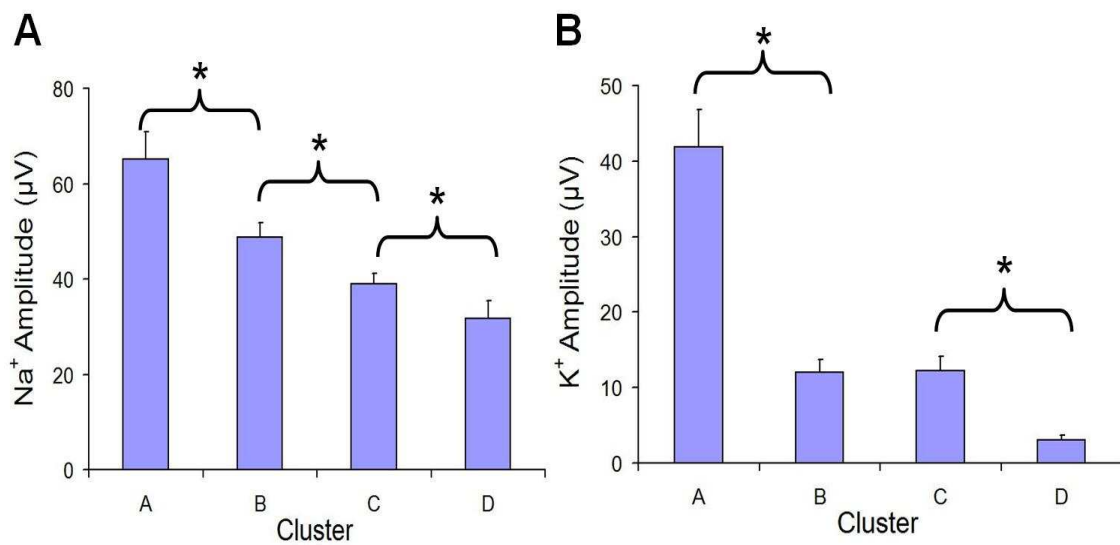 A
Na⁺ Amplitude (µV)
80
60
40
20
0
*
*
*
A B C D
Cluster
B
K⁺ Amplitude (µV)
50
40
30
20
10
0
*
*
A B C D
Cluster